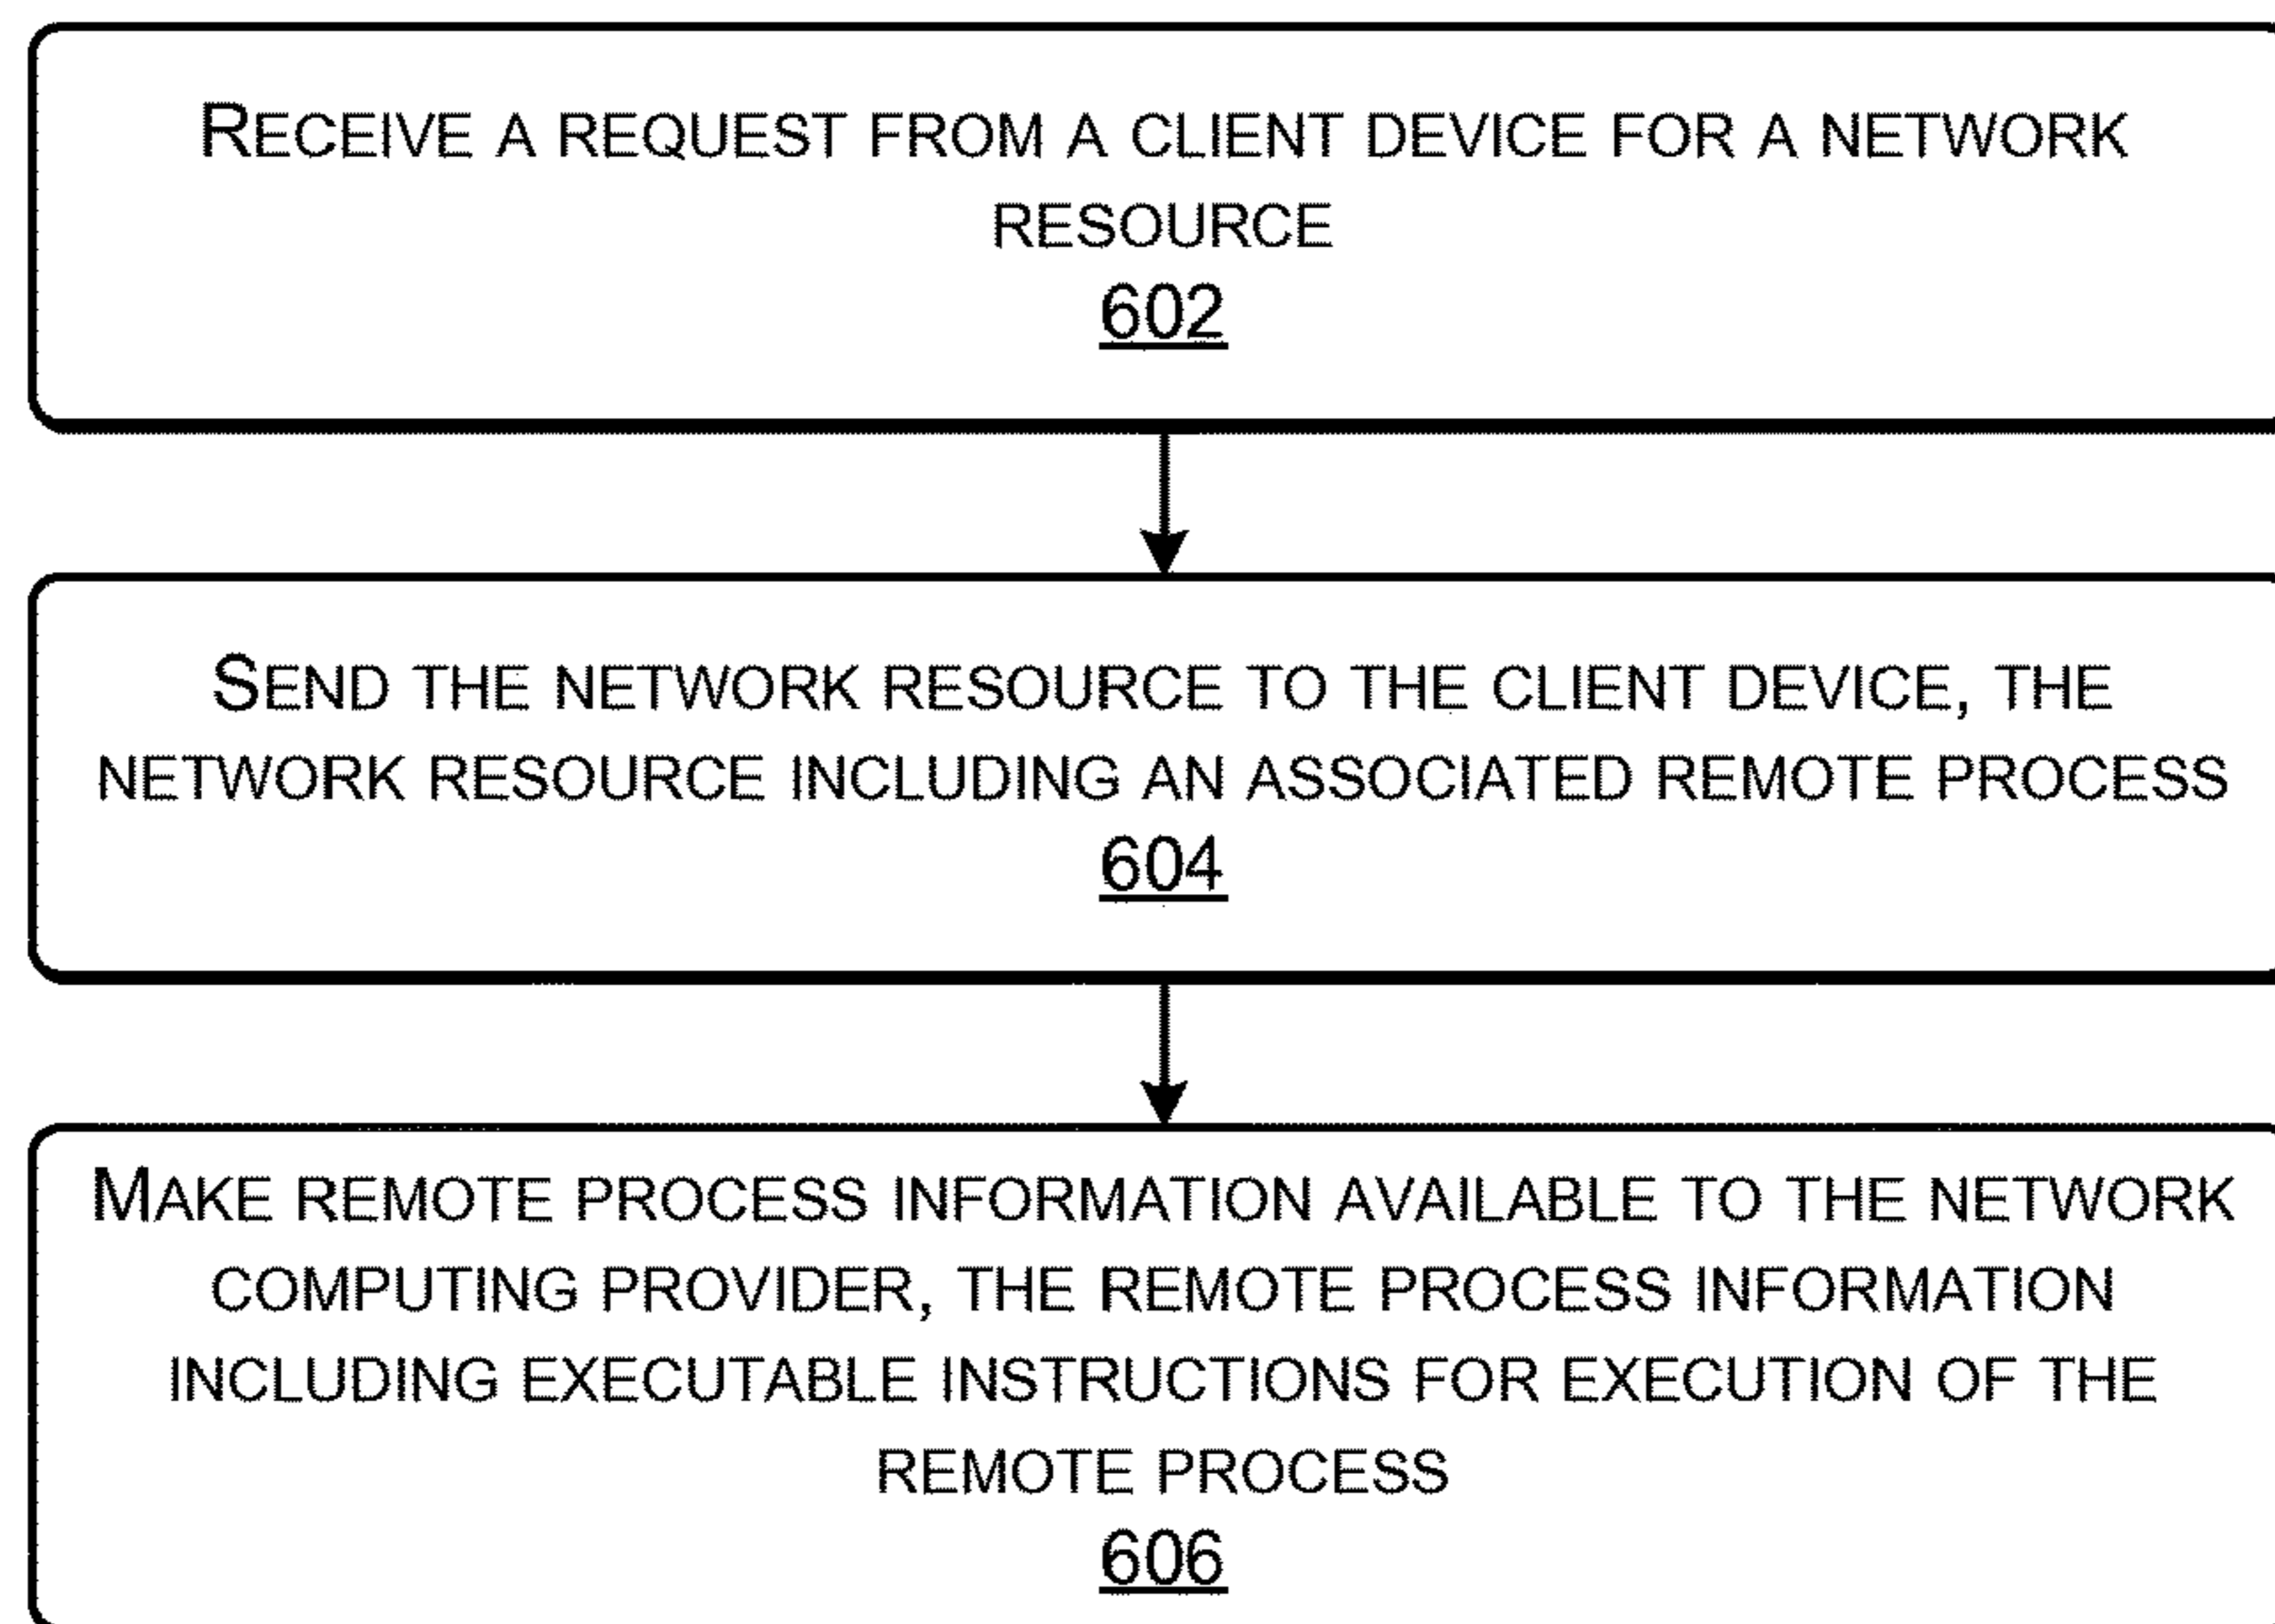 RECEIVE A REQUEST FROM A CLIENT DEVICE FOR A NETWORK
RESOURCE
602
SEND THE NETWORK RESOURCE TO THE CLIENT DEVICE, THE
NETWORK RESOURCE INCLUDING AN ASSOCIATED REMOTE PROCESS
604
MAKE REMOTE PROCESS INFORMATION AVAILABLE TO THE NETWORK
COMPUTING PROVIDER, THE REMOTE PROCESS INFORMATION
INCLUDING EXECUTABLE INSTRUCTIONS FOR EXECUTION OF THE
REMOTE PROCESS
606